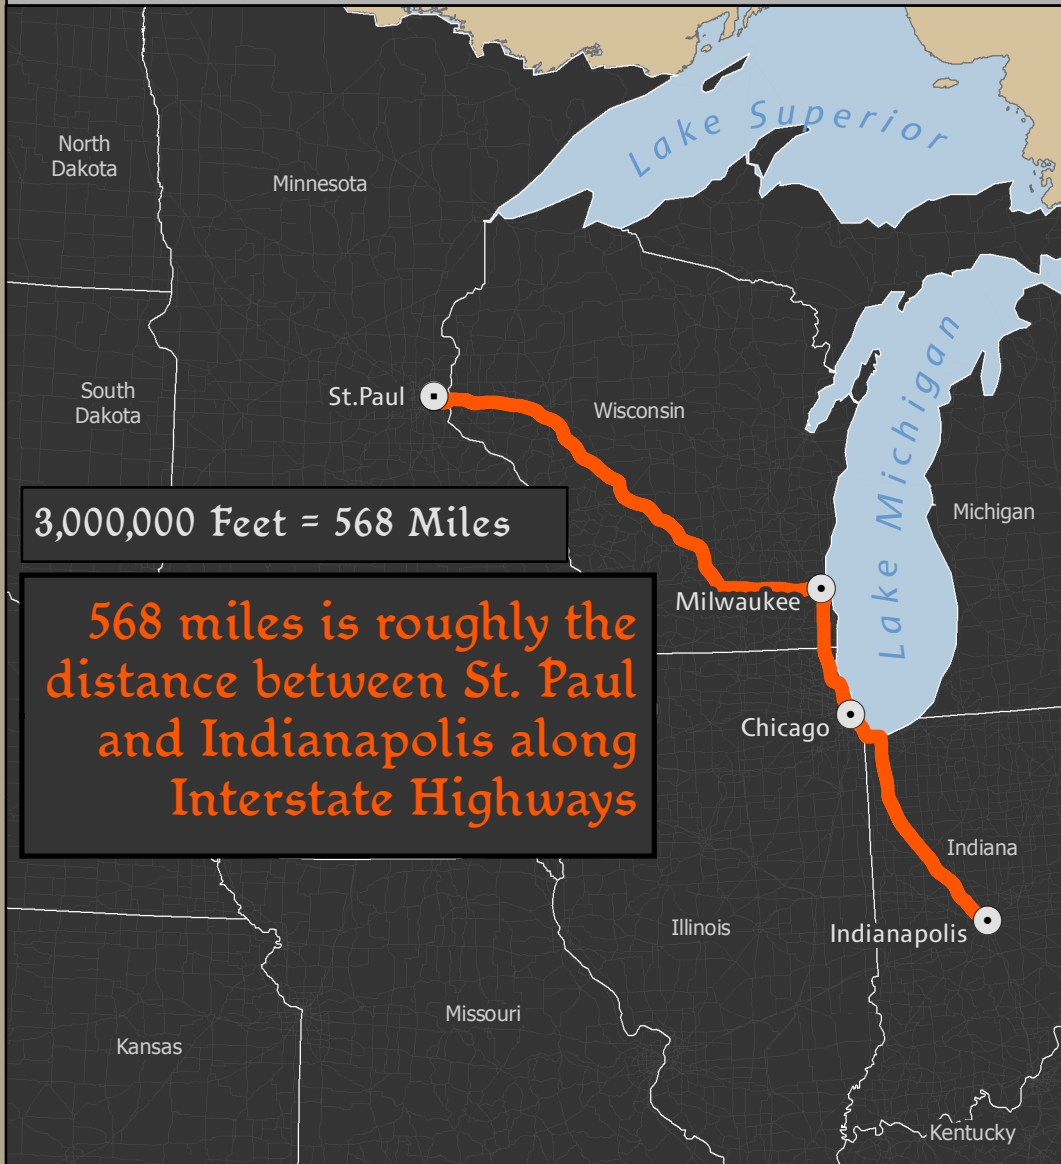 Lake Superior
North
Dakota
Minnesota
Lake Michigan
South
Dakota
St.Paul
Wisconsin
3,000,000 Feet = 568 Miles
Michigan
568 miles is roughly the
distance between St. Paul
and Indianapolis along
Interstate Highways
Milwaukee
Chicago
Indiana
Illinois
Indianapolis
Missouri
Kansas
Kentucky